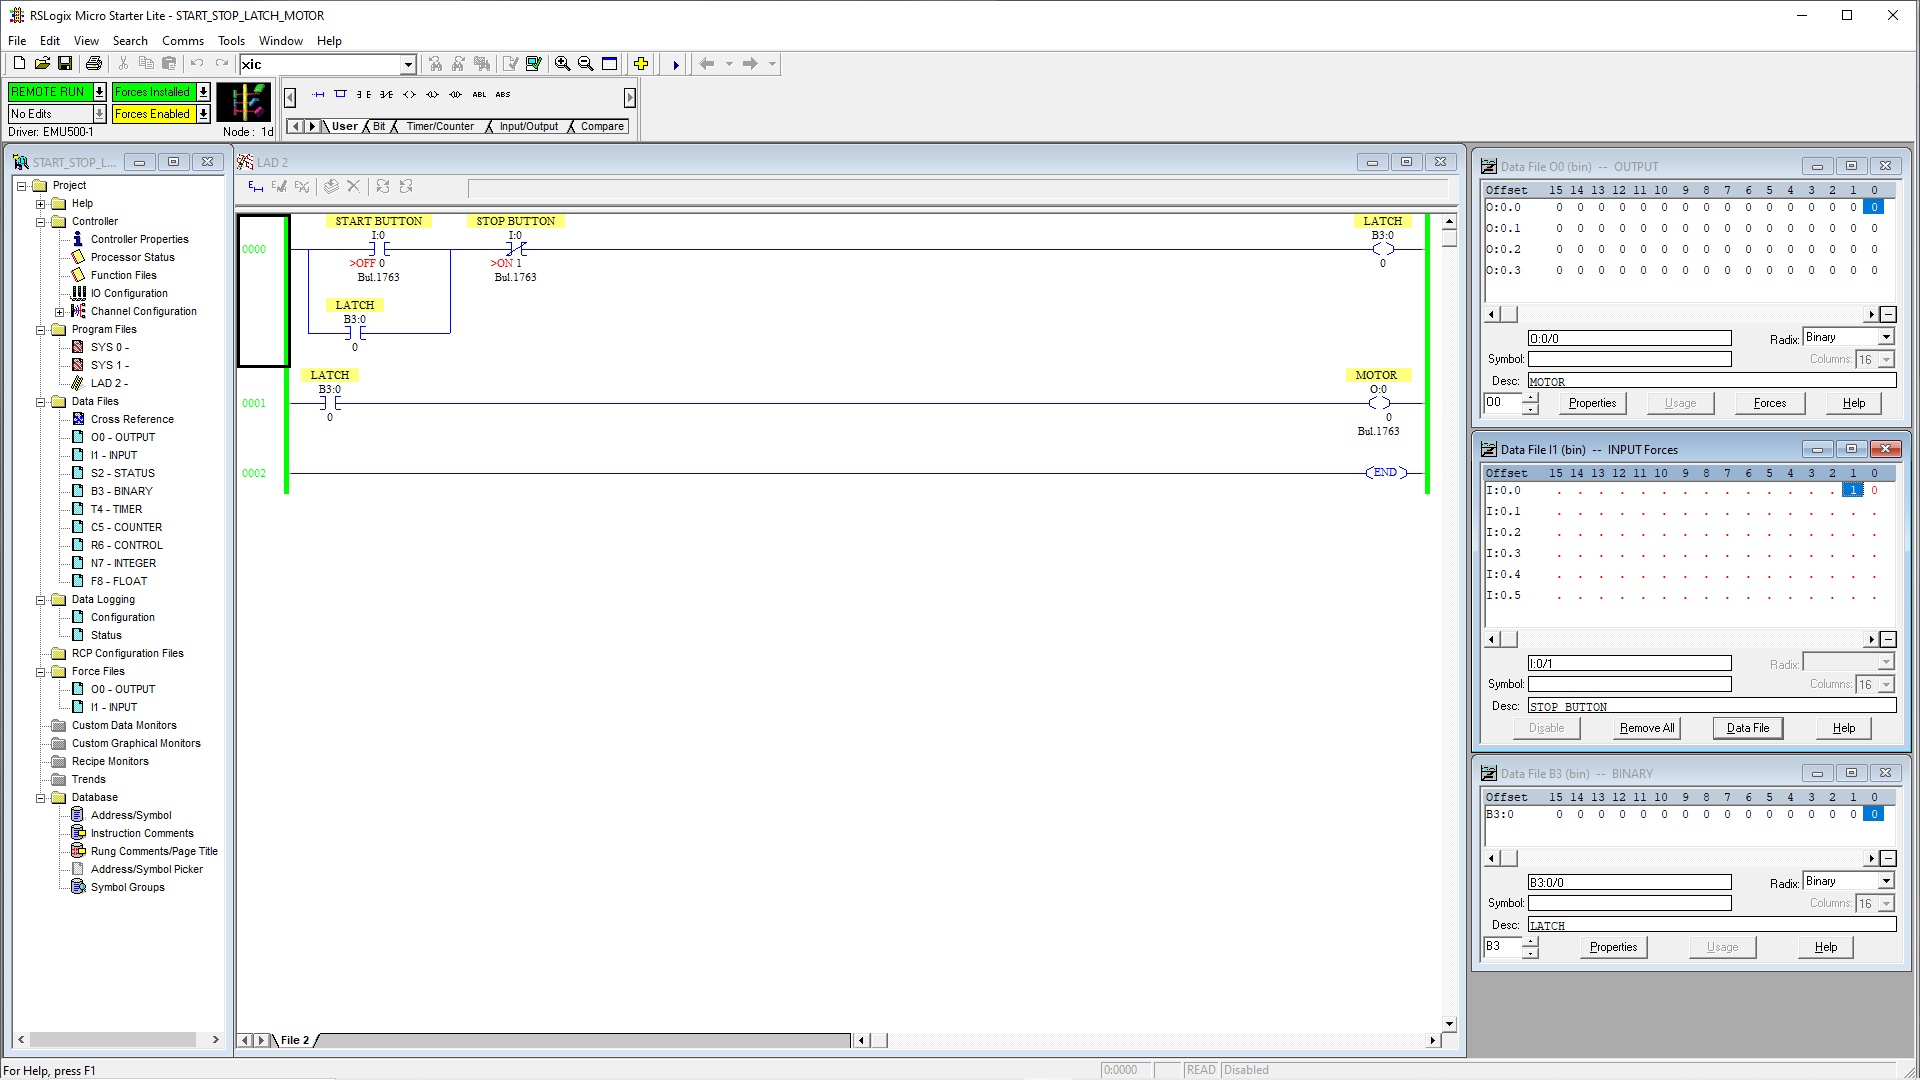 RSLogix Micro Starter Lite - START_STOP_LATCH_MOTOR
File Edit View Search Comms Tools Window Help
xic
REMOTE RUN Forces Installed
No Edits Forces Enabled
Driver: EMU500-1 Node : 1d
ABL ABS
User Bit Timer/Counter Input/Output Compare
START_STOP_L...
Project
Help
Controller
Controller Properties
Processor Status
Function Files
IO Configuration
Channel Configuration
Program Files
SYS 0 -
SYS 1 -
LAD 2 -
Data Files
Cross Reference
O0 - OUTPUT
I1 - INPUT
S2 - STATUS
B3 - BINARY
T4 - TIMER
C5 - COUNTER
R6 - CONTROL
N7 - INTEGER
F8 - FLOAT
Data Logging
Configuration
Status
RCP Configuration Files
Force Files
O0 - OUTPUT
I1 - INPUT
Custom Data Monitors
Custom Graphical Monitors
Recipe Monitors
Trends
Database
Address/Symbol
Instruction Comments
Rung Comments/Page Title
Address/Symbol Picker
Symbol Groups
LAD 2
START BUTTON STOP BUTTON LATCH
I:0 I:0 B3:0
0000
>OFF 0 >ON 1 0
Bul.1763 Bul.1763
LATCH
B3:0
0
LATCH MOTOR
B3:0 O:0
0001
0 0
Bul.1763
0002 END
File 2
Data File O0 (bin) -- OUTPUT
Offset 15 14 13 12 11 10 9 8 7 6 5 4 3 2 1 0
O:0.0 0 0 0 0 0 0 0 0 0 0 0 0 0 0 0 0
O:0.1 0 0 0 0 0 0 0 0 0 0 0 0 0 0 0 0
O:0.2 0 0 0 0 0 0 0 0 0 0 0 0 0 0 0 0
O:0.3 0 0 0 0 0 0 0 0 0 0 0 0 0 0 0 0
O:0/0 Radix: Binary
Symbol: Columns: 16
Desc: MOTOR
O0 Properties Usage Forces Help
Data File I1 (bin) -- INPUT Forces
Offset 15 14 13 12 11 10 9 8 7 6 5 4 3 2 1 0
I:0.0 . . . . . . . . . . . . . . 1 0
I:0.1 . . . . . . . . . . . . . . . .
I:0.2 . . . . . . . . . . . . . . . .
I:0.3 . . . . . . . . . . . . . . . .
I:0.4 . . . . . . . . . . . . . . . .
I:0.5 . . . . . . . . . . . . . . . .
I:0/1 Radix:
Symbol: Columns: 16
Desc: STOP BUTTON
Disable Remove All Data File Help
Data File B3 (bin) -- BINARY
Offset 15 14 13 12 11 10 9 8 7 6 5 4 3 2 1 0
B3:0 0 0 0 0 0 0 0 0 0 0 0 0 0 0 0 0
B3:0/0 Radix: Binary
Symbol: Columns: 16
Desc: LATCH
B3 Properties Usage Help
For Help, press F1 0:0000 READ Disabled